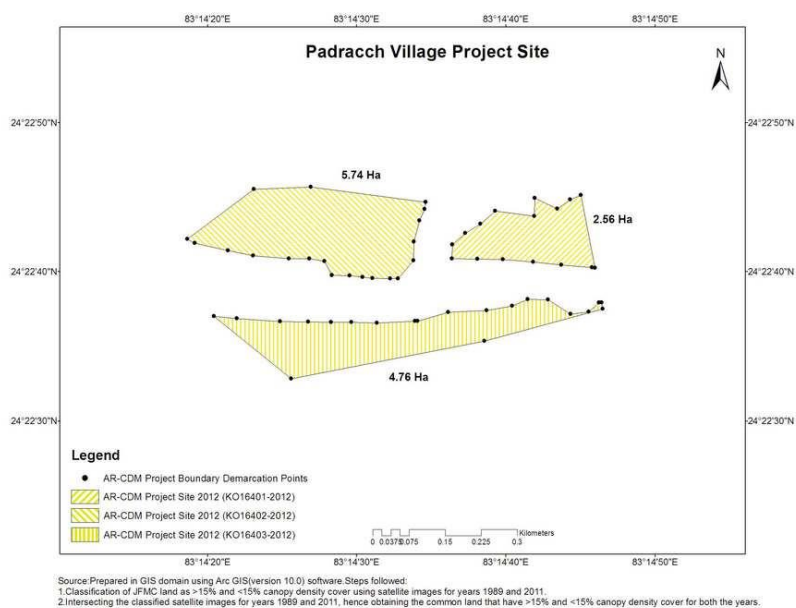 83°14'20"E 83°14'30"E 83°14'40"E 83°14'50"E
Padracch Village Project Site
N
24°22'50"N 24°22'50"N
5.74 Ha
2.56 Ha
24°22'40"N 24°22'40"N
4.76 Ha
24°22'30"N 24°22'30"N
Legend
AR-CDM Project Boundary Demarcation Points
AR-CDM Project Site 2012 (KO16401-2012)
AR-CDM Project Site 2012 (KO16402-2012)
AR-CDM Project Site 2012 (KO16403-2012)
Kilometers
0 0.0375 0.075 0.15 0.225 0.3
83°14'20"E 83°14'30"E 83°14'40"E 83°14'50"E
Source:Prepared in GIS domain using Arc GIS(version 10.0) software.Steps followed:
1.Classification of JFMC land as >15% and <15% canopy density cover using satellite images for years 1989 and 2011.
2.Intersecting the classified satellite images for years 1989 and 2011, hence obtaining the common land that have >15% and <15% canopy density cover for both the years.